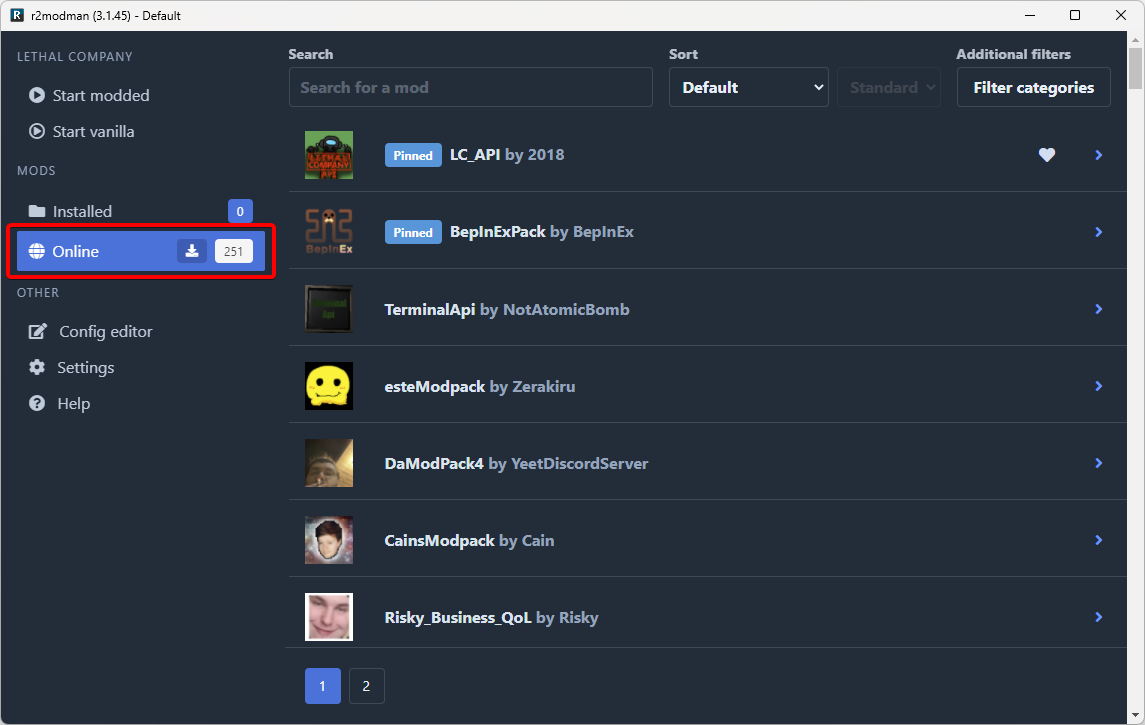 r2modman (3.1.45) - Default
LETHAL COMPANY
Start modded
Start vanilla
MODS
Installed 0
Online 251
OTHER
Config editor
Settings
Help
Search
Search for a mod
Sort
Default
Standard
Additional filters
Filter categories
LETHAL
COMPANY
API
Pinned LC_API by 2018
BepInEx
Pinned BepInExPack by BepInEx
Terminal
Api
TerminalApi by NotAtomicBomb
esteModpack by Zerakiru
DaModPack4 by YeetDiscordServer
CainsModpack by Cain
Risky_Business_QoL by Risky
1 2